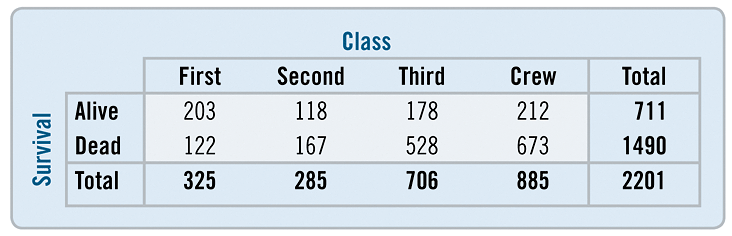 Class
First Second Third Crew Total
Survival
Alive 203 118 178 212 711
Dead 122 167 528 673 1490
Total 325 285 706 885 2201